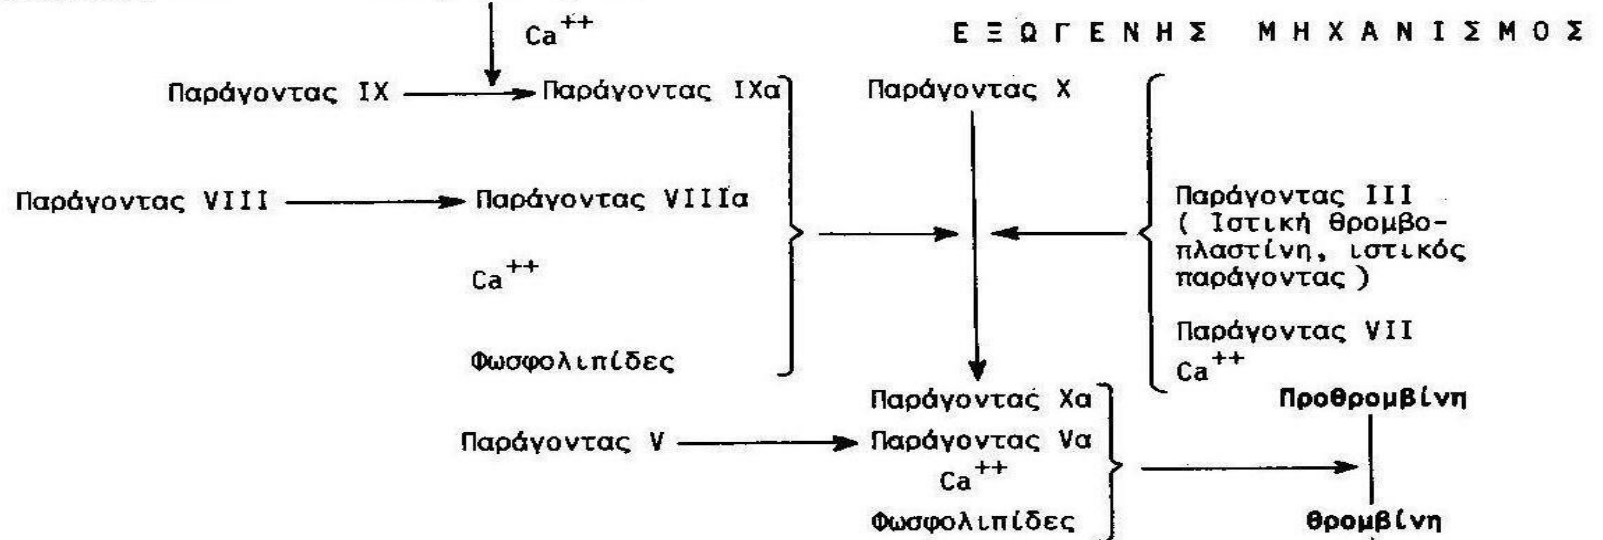 Ca++
ΕΞΩΓΕΝΗΣ ΜΗΧΑΝΙΣΜΟΣ
Παράγοντας IX Παράγοντας IXα Παράγοντας X
Παράγοντας VIII Παράγοντας VIIIα
Παράγοντας III
( Ιστική θρομβο-
πλαστίνη, ιστικός
παράγοντας )
Ca++
Παράγοντας VII
Φωσφολιπίδες
Ca++
Παράγοντας Xα Προθρομβίνη
Παράγοντας V Παράγοντας Vα
Ca++
Φωσφολιπίδες θρομβίνη